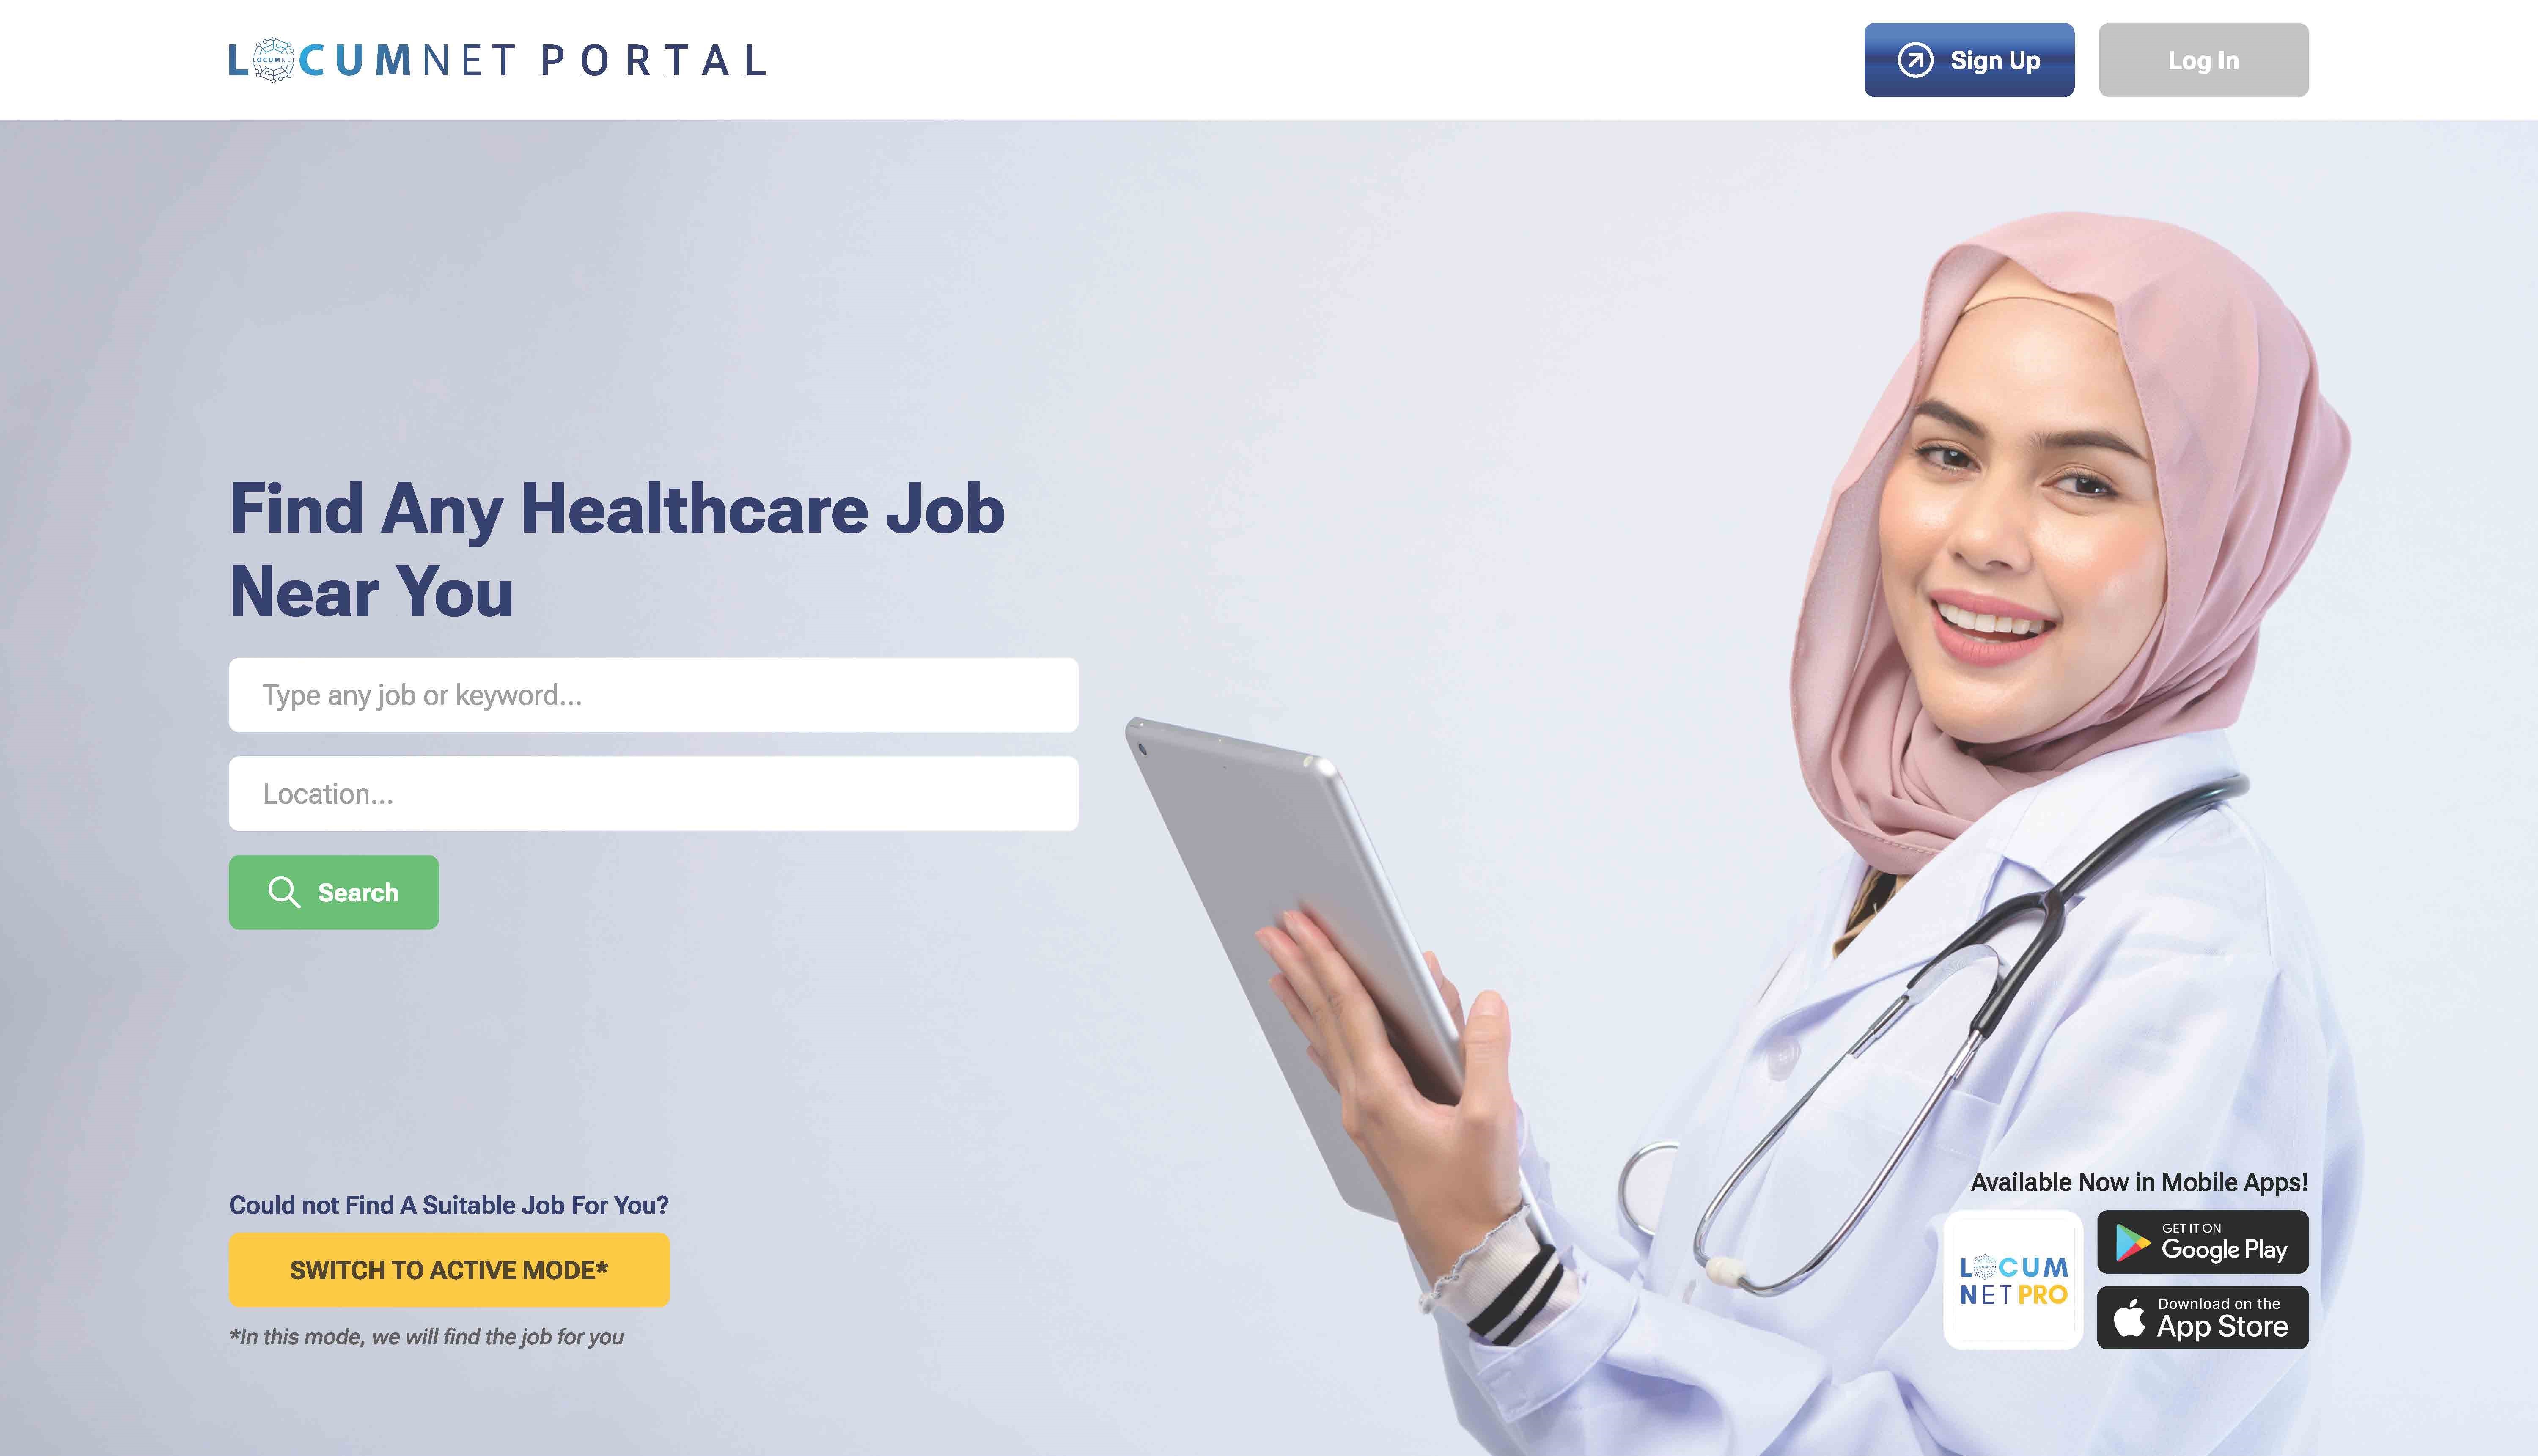 LOCUMNET PORTAL
Sign Up
Log In
Find Any Healthcare Job
Near You
Type any job or keyword...
Location...
Search
Could not Find A Suitable Job For You?
SWITCH TO ACTIVE MODE*
*In this mode, we will find the job for you
Available Now in Mobile Apps!
LOCUM
NET PRO
GET IT ON
Google Play
Download on the
App Store